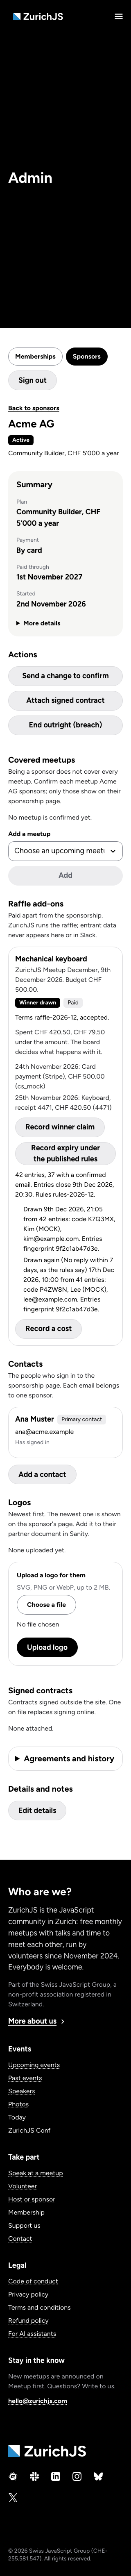 ZurichJS
Admin
Memberships
Sponsors
Sign out
Back to sponsors
Acme AG
Active
Community Builder, CHF 5'000 a year
Summary
Plan
Community Builder, CHF
5'000 a year
Payment
By card
Paid through
1st November 2027
Started
2nd November 2026
More details
Actions
Send a change to confirm
Attach signed contract
End outright (breach)
Covered meetups
Being a sponsor does not cover every
meetup. Confirm each meetup Acme
AG sponsors; only those show on their
sponsorship page.
No meetup is confirmed yet.
Add a meetup
Choose an upcoming meetu
Add
Raffle add-ons
Paid apart from the sponsorship.
ZurichJS runs the raffle; entrant data
never appears here or in Slack.
Mechanical keyboard
ZurichJS Meetup December, 9th
December 2026. Budget CHF
500.00.
Winner drawn
Paid
Terms raffle-2026-12, accepted.
Spent CHF 420.50, CHF 79.50
under the amount. The board
decides what happens with it.
24th November 2026: Card
payment (Stripe), CHF 500.00
(cs_mock)
25th November 2026: Keyboard,
receipt 4471, CHF 420.50 (4471)
Record winner claim
Record expiry under
the published rules
42 entries, 37 with a confirmed
email. Entries close 9th Dec 2026,
20:30. Rules rules-2026-12.
Drawn 9th Dec 2026, 21:05
from 42 entries: code K7Q3MX,
Kim (MOCK),
kim@example.com. Entries
fingerprint 9f2c1ab47d3e.
Drawn again (No reply within 7
days, as the rules say) 17th Dec
2026, 10:00 from 41 entries:
code P4ZW8N, Lee (MOCK),
lee@example.com. Entries
fingerprint 9f2c1ab47d3e.
Record a cost
Contacts
The people who sign in to the
sponsorship page. Each email belongs
to one sponsor.
Ana Muster
Primary contact
ana@acme.example
Has signed in
Add a contact
Logos
Newest first. The newest one is shown
on the sponsor's page. Add it to their
partner document in Sanity.
None uploaded yet.
Upload a logo for them
SVG, PNG or WebP, up to 2 MB.
Choose a file
No file chosen
Upload logo
Signed contracts
Contracts signed outside the site. One
on file replaces signing online.
None attached.
Agreements and history
Details and notes
Edit details
Who are we?
ZurichJS is the JavaScript
community in Zurich: free monthly
meetups with talks and time to
meet each other, run by
volunteers since November 2024.
Everybody is welcome.
Part of the Swiss JavaScript Group, a
non-profit association registered in
Switzerland.
More about us
Events
Upcoming events
Past events
Speakers
Photos
Today
ZurichJS Conf
Take part
Speak at a meetup
Volunteer
Host or sponsor
Membership
Support us
Contact
Legal
Code of conduct
Privacy policy
Terms and conditions
Refund policy
For AI assistants
Stay in the know
New meetups are announced on
Meetup first. Questions? Write to us.
hello@zurichjs.com
ZurichJS
© 2026 Swiss JavaScript Group (CHE-
255.581.547). All rights reserved.